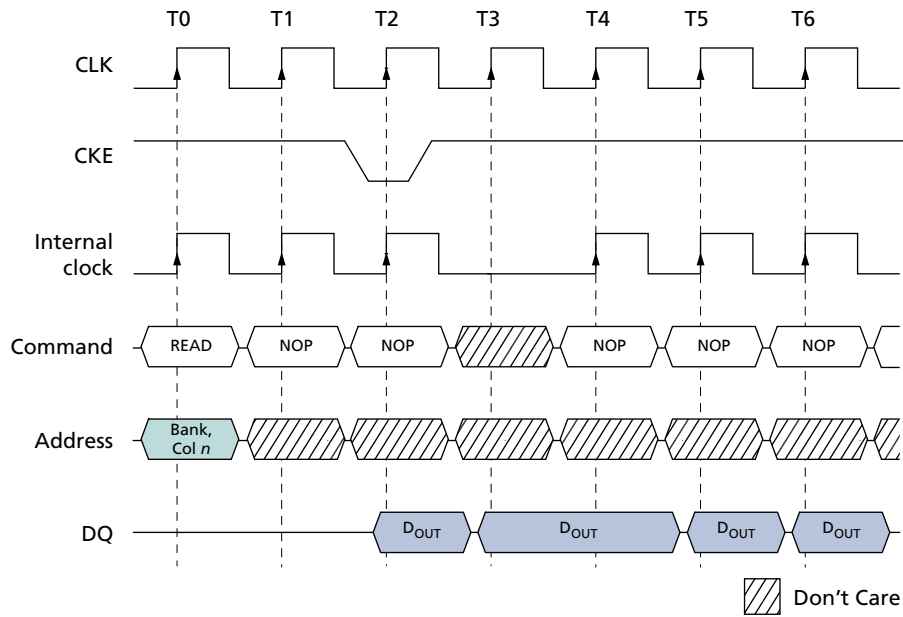 T0 T1 T2 T3 T4 T5 T6
CLK
CKE
Internal
clock
Command READ NOP NOP NOP NOP NOP
Address Bank,
Col n
DQ DOUT DOUT DOUT DOUT
Don't Care